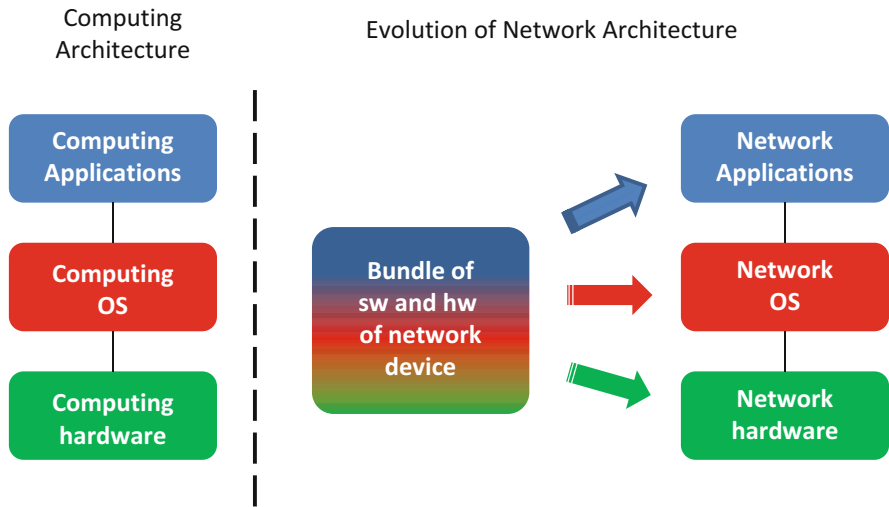 Computing
Architecture
Evolution of Network Architecture
Computing
Applications
Computing
OS
Computing
hardware
Bundle of
sw and hw
of network
device
Network
Applications
Network
OS
Network
hardware